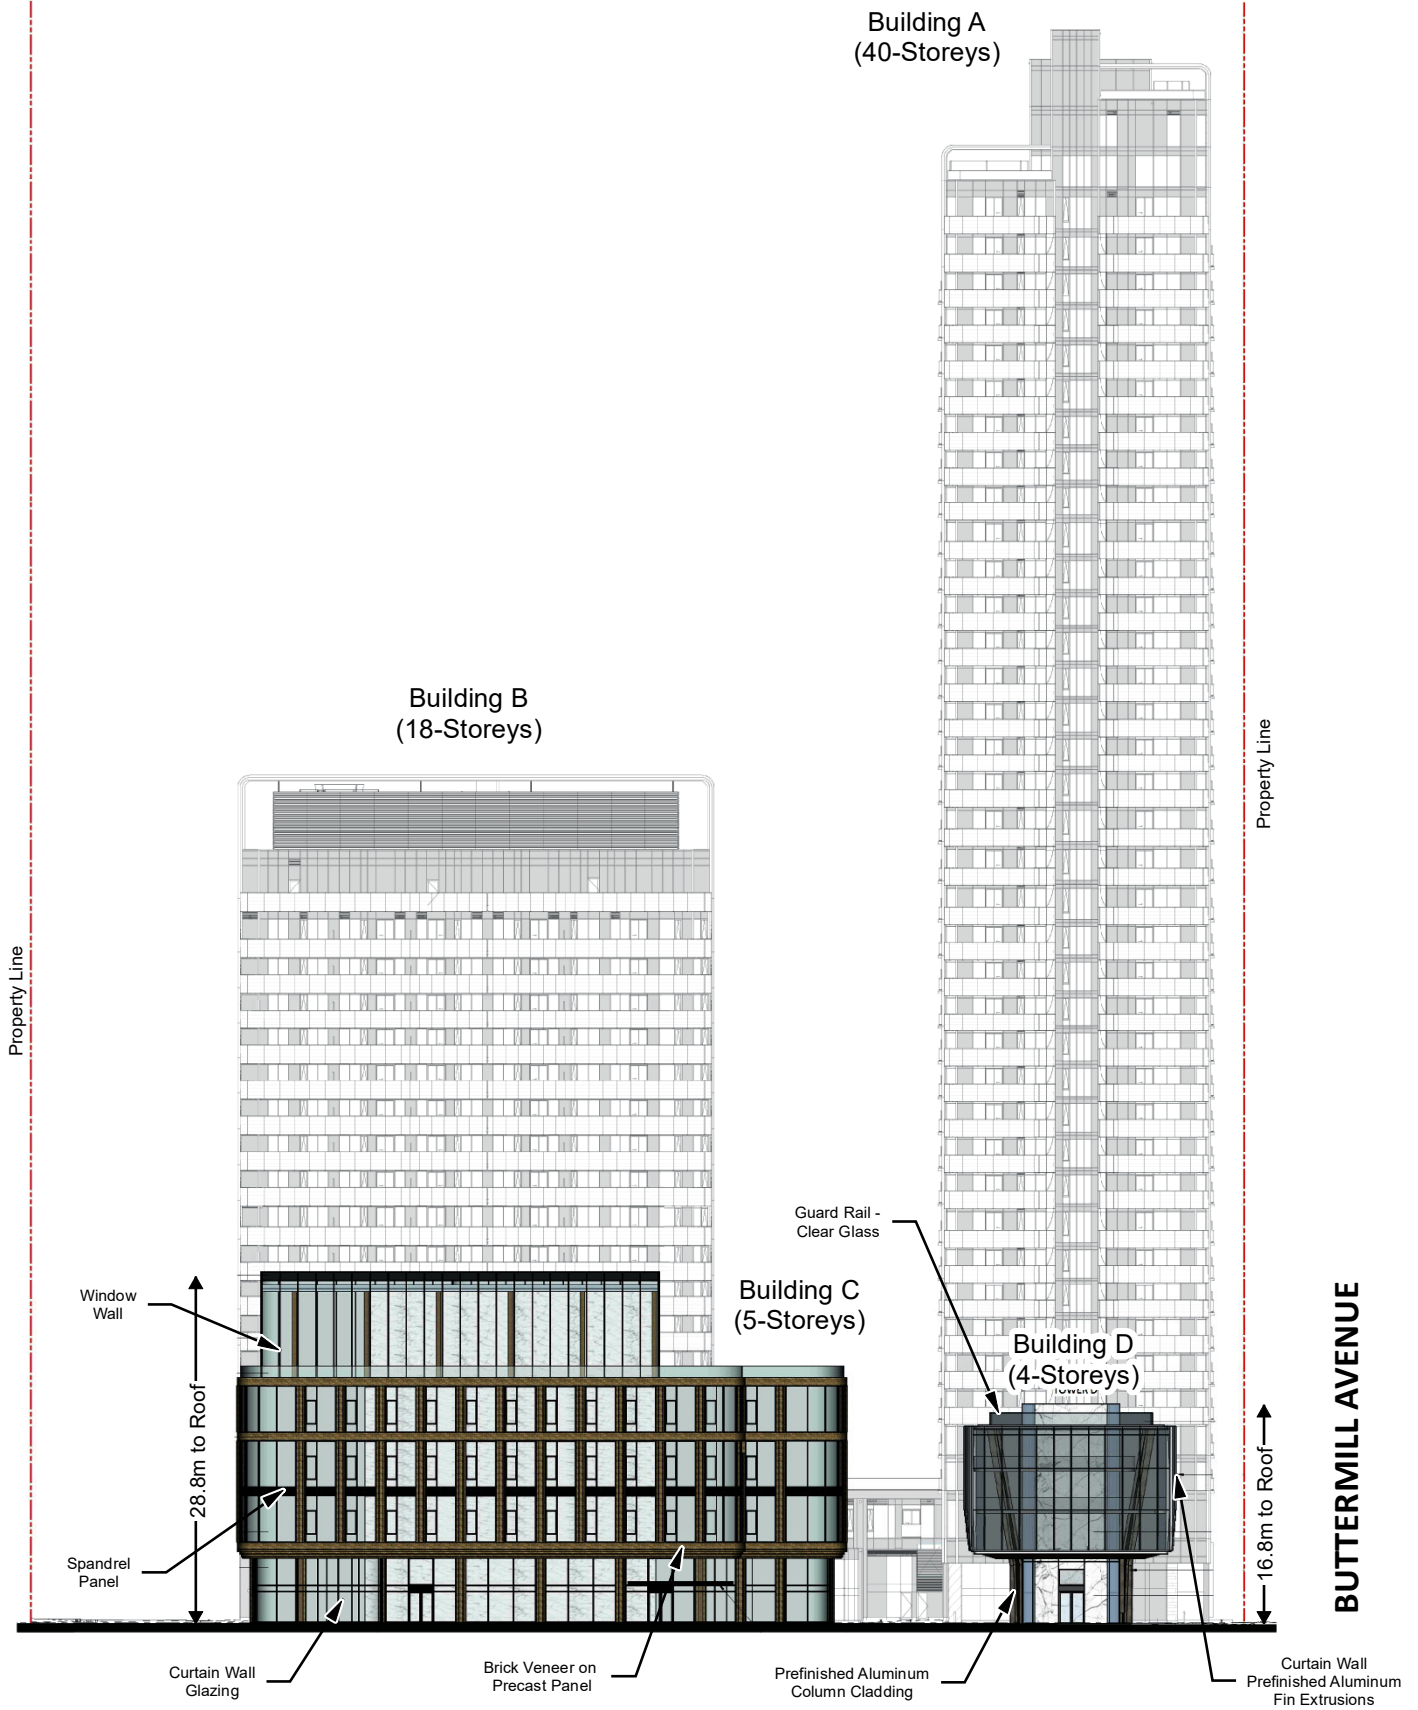 Building A
(40-Storeys)
Building B
(18-Storeys)
Property Line
Property Line
Guard Rail -
Clear Glass
Window
Wall
Building C
(5-Storeys)
Building D
(4-Storeys)
TOWER D
28.8m to Roof
16.8m to Roof
BUTTERMILL AVENUE
Spandrel
Panel
Curtain Wall
Glazing
Brick Veneer on
Precast Panel
Prefinished Aluminum
Column Cladding
Curtain Wall
Prefinished Aluminum
Fin Extrusions